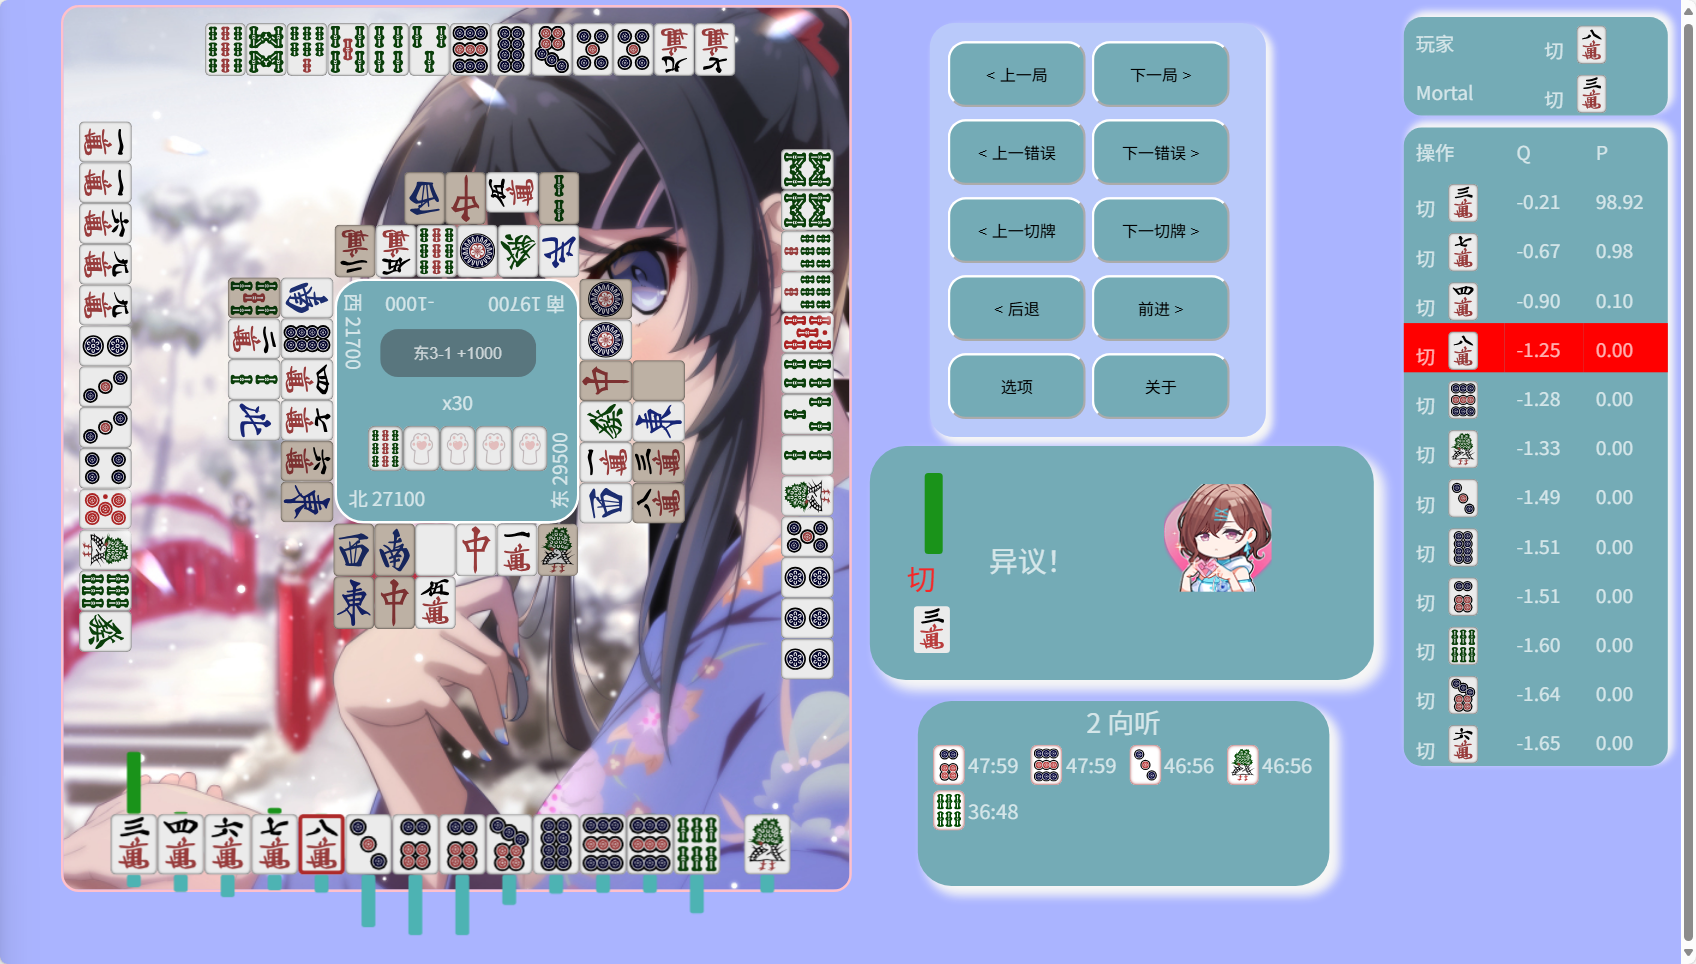 南 19700
-1000
西 21700
东3-1 +1000
x30
东 29500
北 27100
< 上一局
下一局 >
< 上一错误
下一错误 >
< 上一切牌
下一切牌 >
< 后退
前进 >
选项
关于
切
异议!
2 向听
47:59
47:59
46:56
46:56
36:48
玩家 切
Mortal 切
操作 Q P
切 -0.21 98.92
切 -0.67 0.98
切 -0.90 0.10
切 -1.25 0.00
切 -1.28 0.00
切 -1.33 0.00
切 -1.49 0.00
切 -1.51 0.00
切 -1.51 0.00
切 -1.60 0.00
切 -1.64 0.00
切 -1.65 0.00